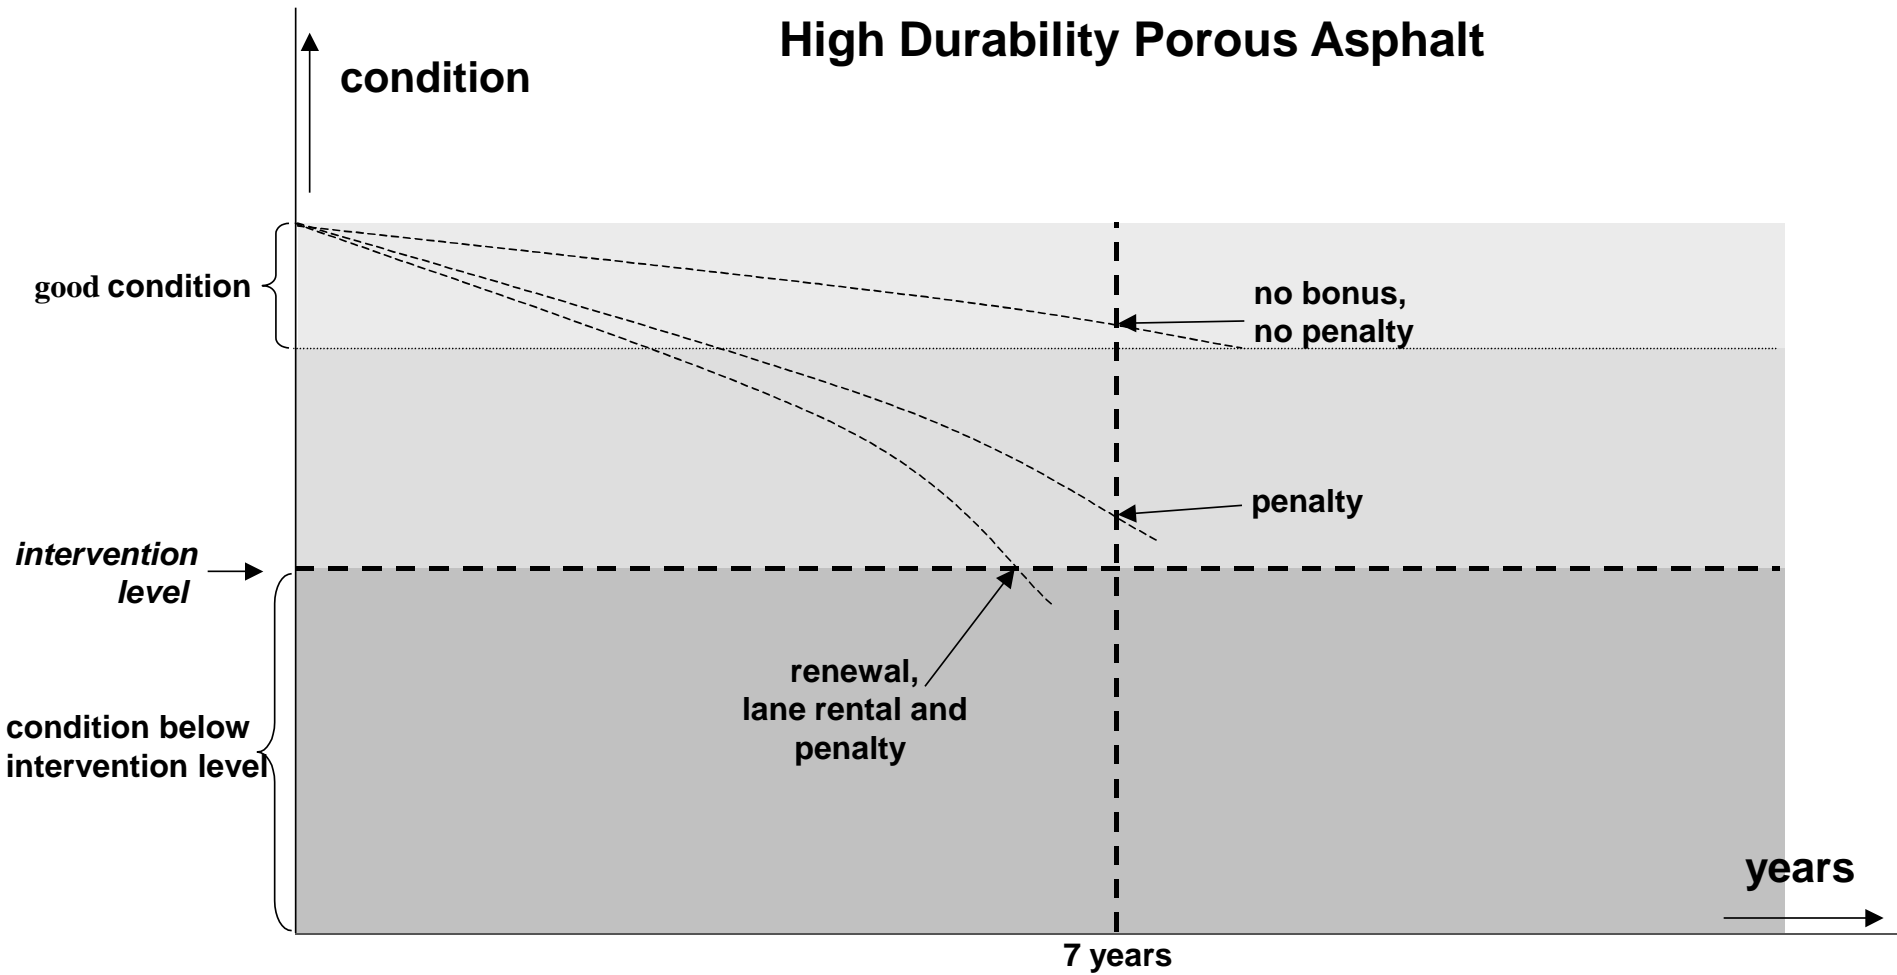 High Durability Porous Asphalt
condition
good condition
no bonus,
no penalty
penalty
intervention
level
renewal,
lane rental and
penalty
condition below
intervention level
years
7 years